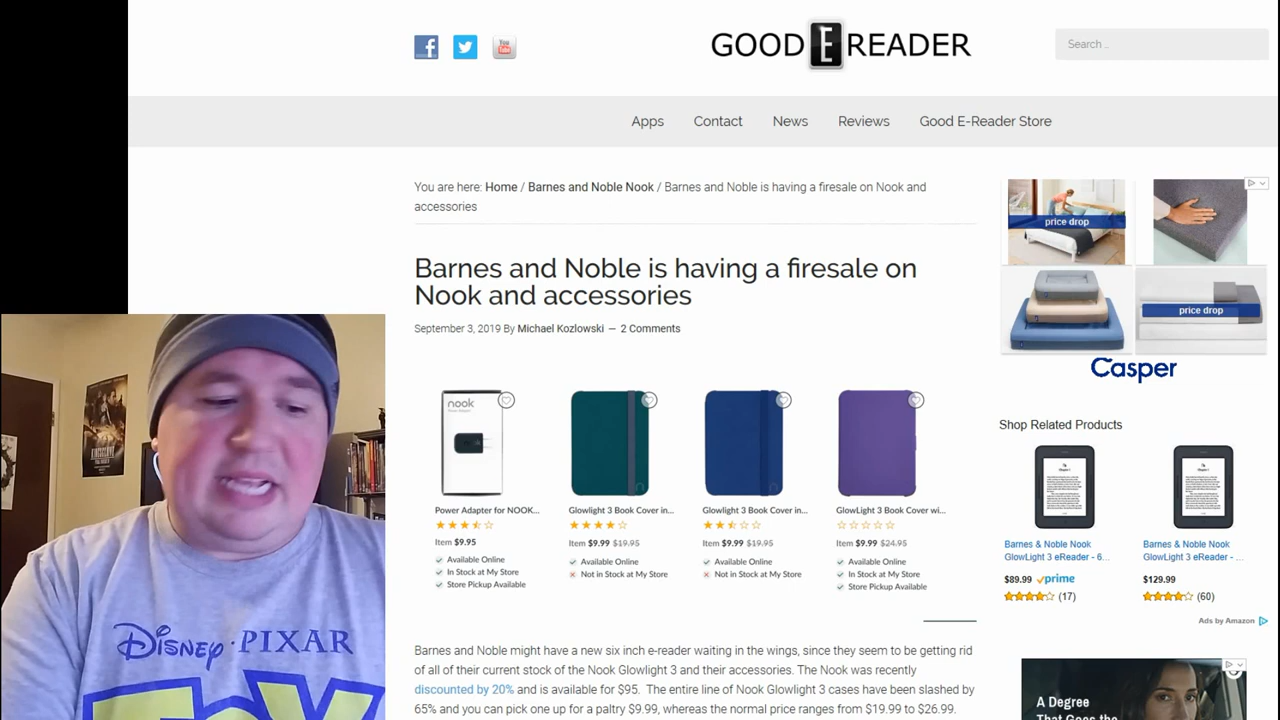 GOOD E READER
Search ..
Apps
Contact
News
Reviews
Good E-Reader Store
You are here: Home / Barnes and Noble Nook / Barnes and Noble is having a firesale on Nook and
accessories
Barnes and Noble is having a firesale on
Nook and accessories
September 3, 2019 By Michael Kozlowski — 2 Comments
nook
Power Adapter for NOOK...
Item $9.95
Available Online
In Stock at My Store
Store Pickup Available
Glowlight 3 Book Cover in...
Item $9.99 $19.95
Available Online
Not in Stock at My Store
Glowlight 3 Book Cover in...
Item $9.99 $19.95
Available Online
Not in Stock at My Store
GlowLight 3 Book Cover wi...
Item $9.99 $24.95
Available Online
In Stock at My Store
Store Pickup Available
Barnes and Noble might have a new six inch e-reader waiting in the wings, since they seem to be getting rid
of all of their current stock of the Nook Glowlight 3 and their accessories. The Nook was recently
discounted by 20% and is available for $95. The entire line of Nook Glowlight 3 cases have been slashed by
65% and you can pick one up for a paltry $9.99, whereas the normal price ranges from $19.99 to $26.99.
price drop
price drop
Casper
Shop Related Products
Barnes & Noble Nook
GlowLight 3 eReader - 6...
$89.99 prime
(17)
Barnes & Noble Nook
GlowLight 3 eReader - ...
$129.99
(60)
Ads by Amazon
A Degree
That Goes the
Disney · PIXAR